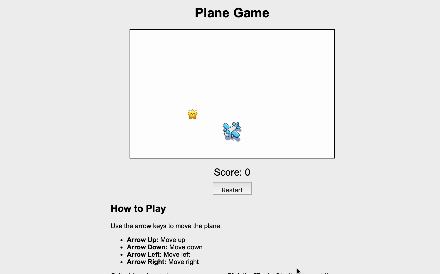 Plane Game
Score: 0
Restart
How to Play
Use the arrow keys to move the plane
Arrow Up: Move up
Arrow Down: Move down
Arrow Left: Move left
Arrow Right: Move right